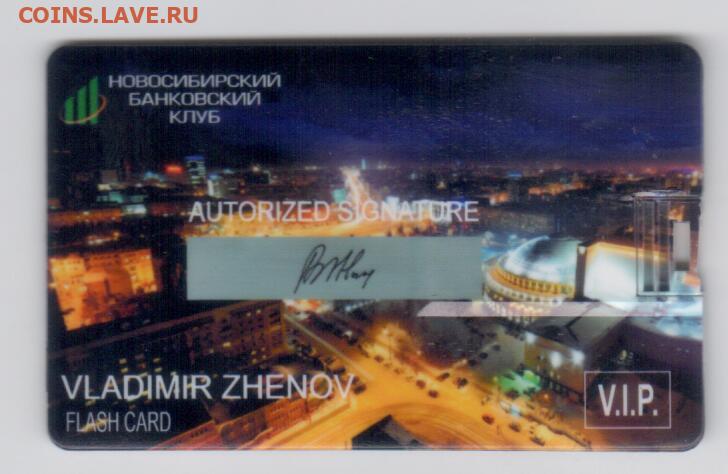 COINS.LAVE.RU
НОВОСИБИРСКИЙ
БАНКОВСКИЙ
КЛУБ
AUTORIZED SIGNATURE
VLADIMIR ZHENOV
FLASH CARD
V.I.P.